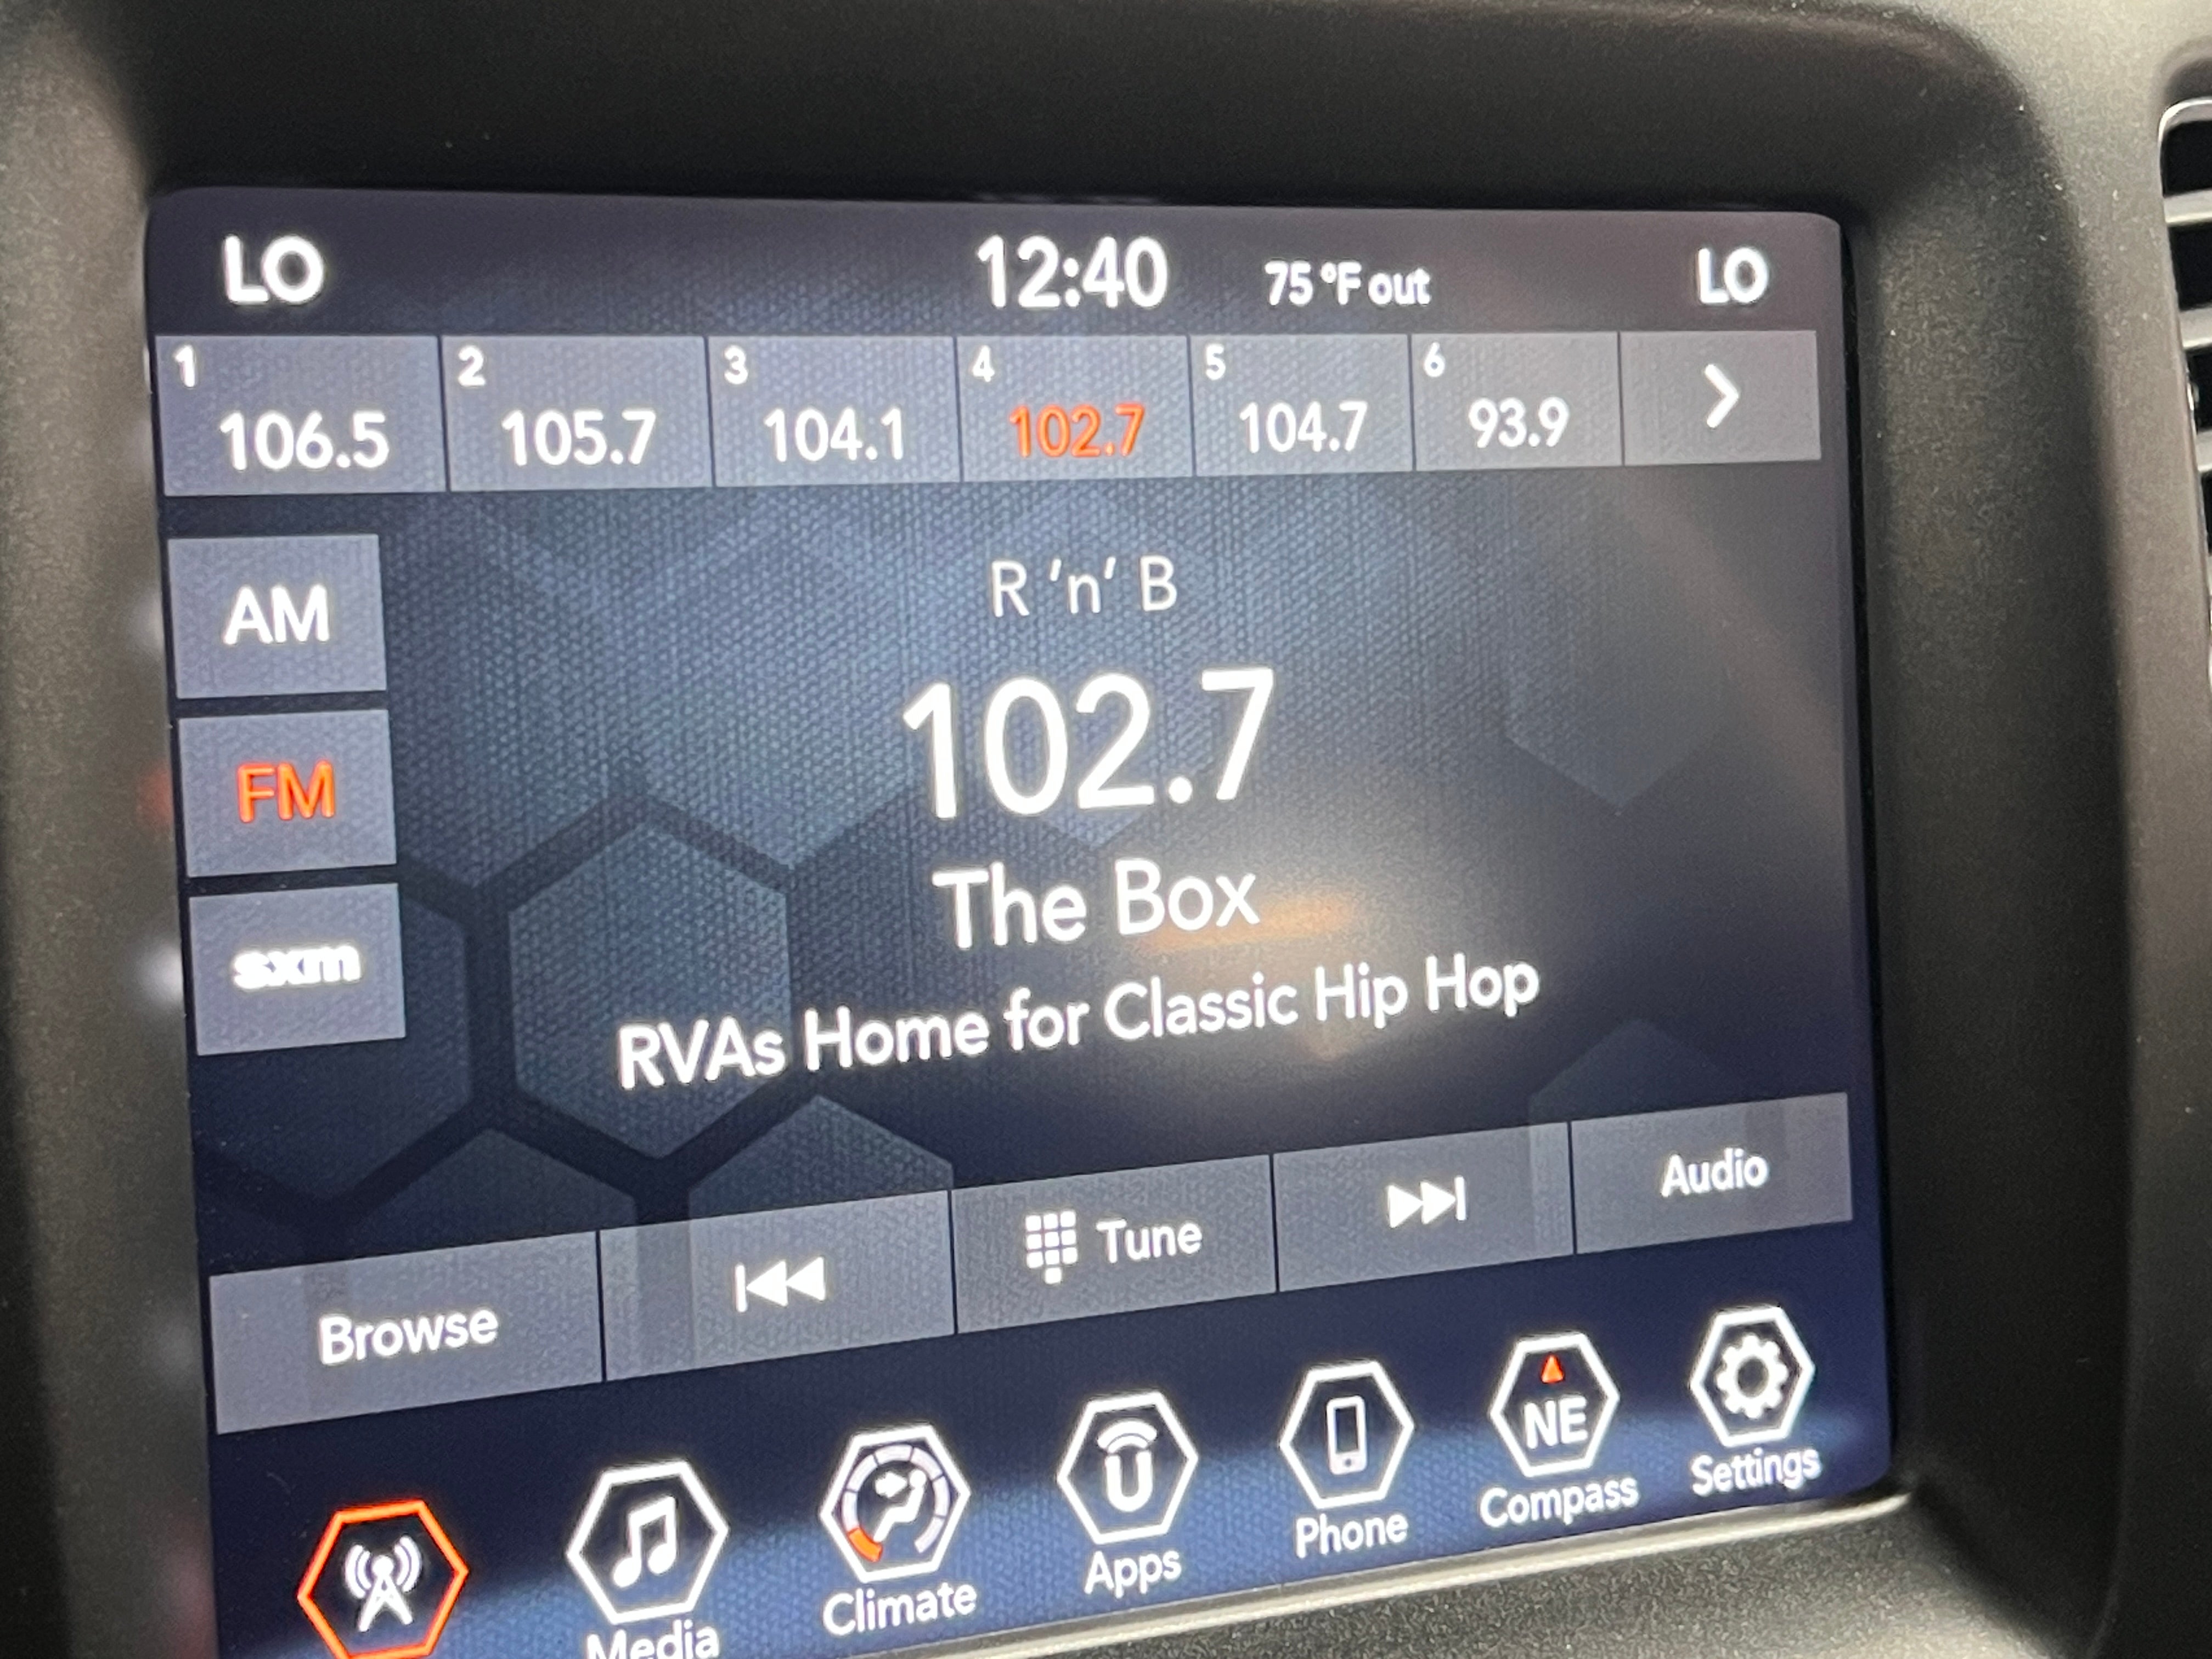 LO 12:40 75 °F out LO
1 2 3 4 5 6
106.5 105.7 104.1 102.7 104.7 93.9
AM
FM
sxm
R 'n' B
102.7
The Box
RVAs Home for Classic Hip Hop
Browse Tune Audio
NE
Media Climate Apps Phone Compass Settings